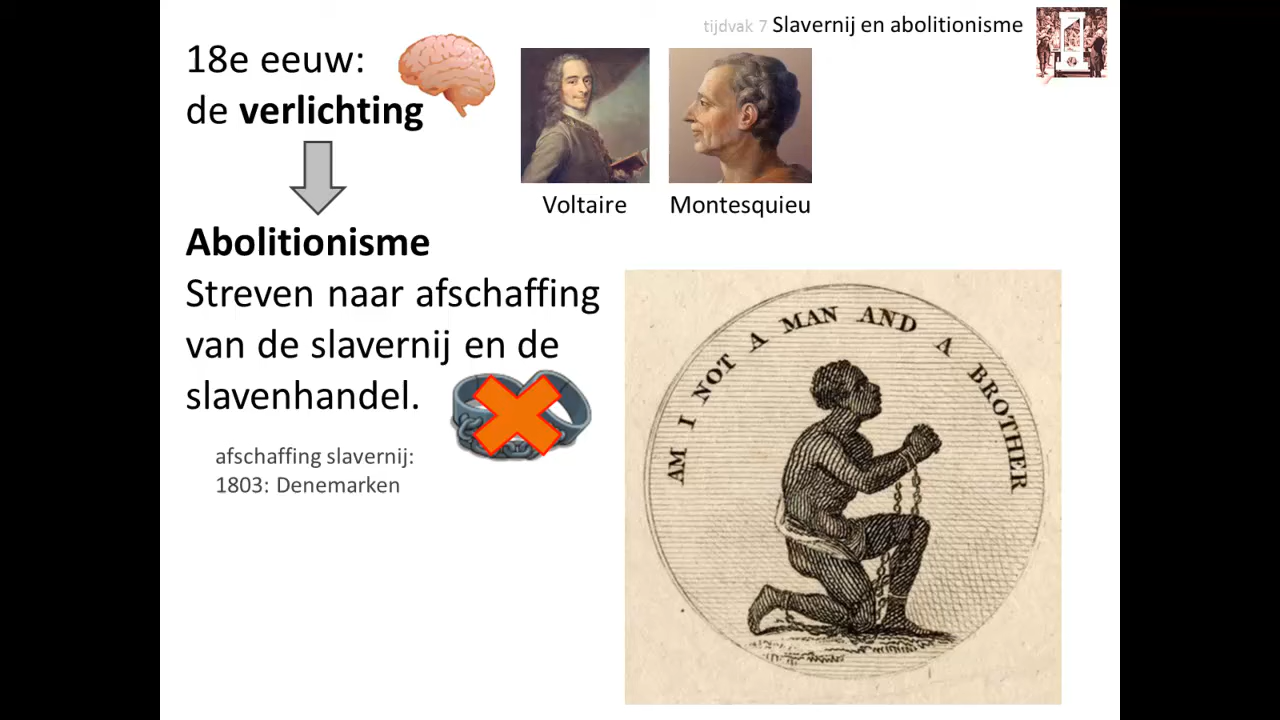 tijdvak 7 Slavernij en abolitionisme
18e eeuw:
de verlichting
Voltaire
Montesquieu
Abolitionisme
Streven naar afschaffing
van de slavernij en de
slavenhandel.
afschaffing slavernij:
1803: Denemarken
AM I NOT A MAN AND A BROTHER